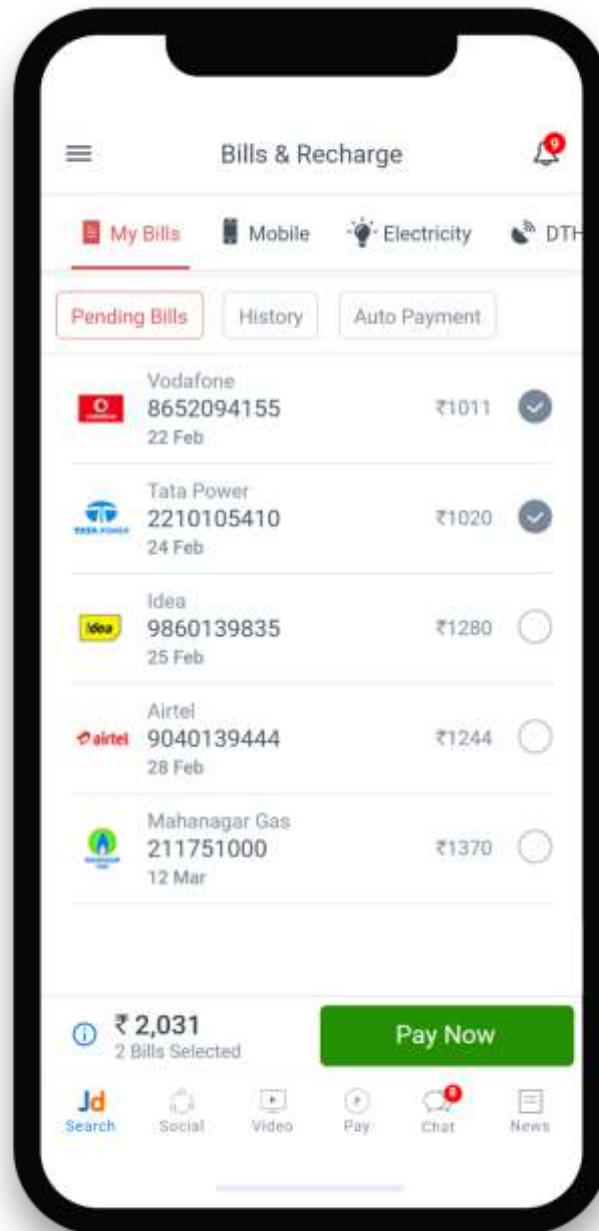 Bills & Recharge
9
My Bills Mobile Electricity DTH
Pending Bills History Auto Payment
Vodafone
8652094155 ₹1011
22 Feb
Tata Power
TATA POWER
2210105410 ₹1020
24 Feb
Idea
Idea
9860139835 ₹1280
25 Feb
Airtel
airtel 9040139444 ₹1244
28 Feb
Mahanagar Gas
211751000 ₹1370
12 Mar
₹ 2,031 Pay Now
2 Bills Selected
Jd
Search Social Video Pay Chat News